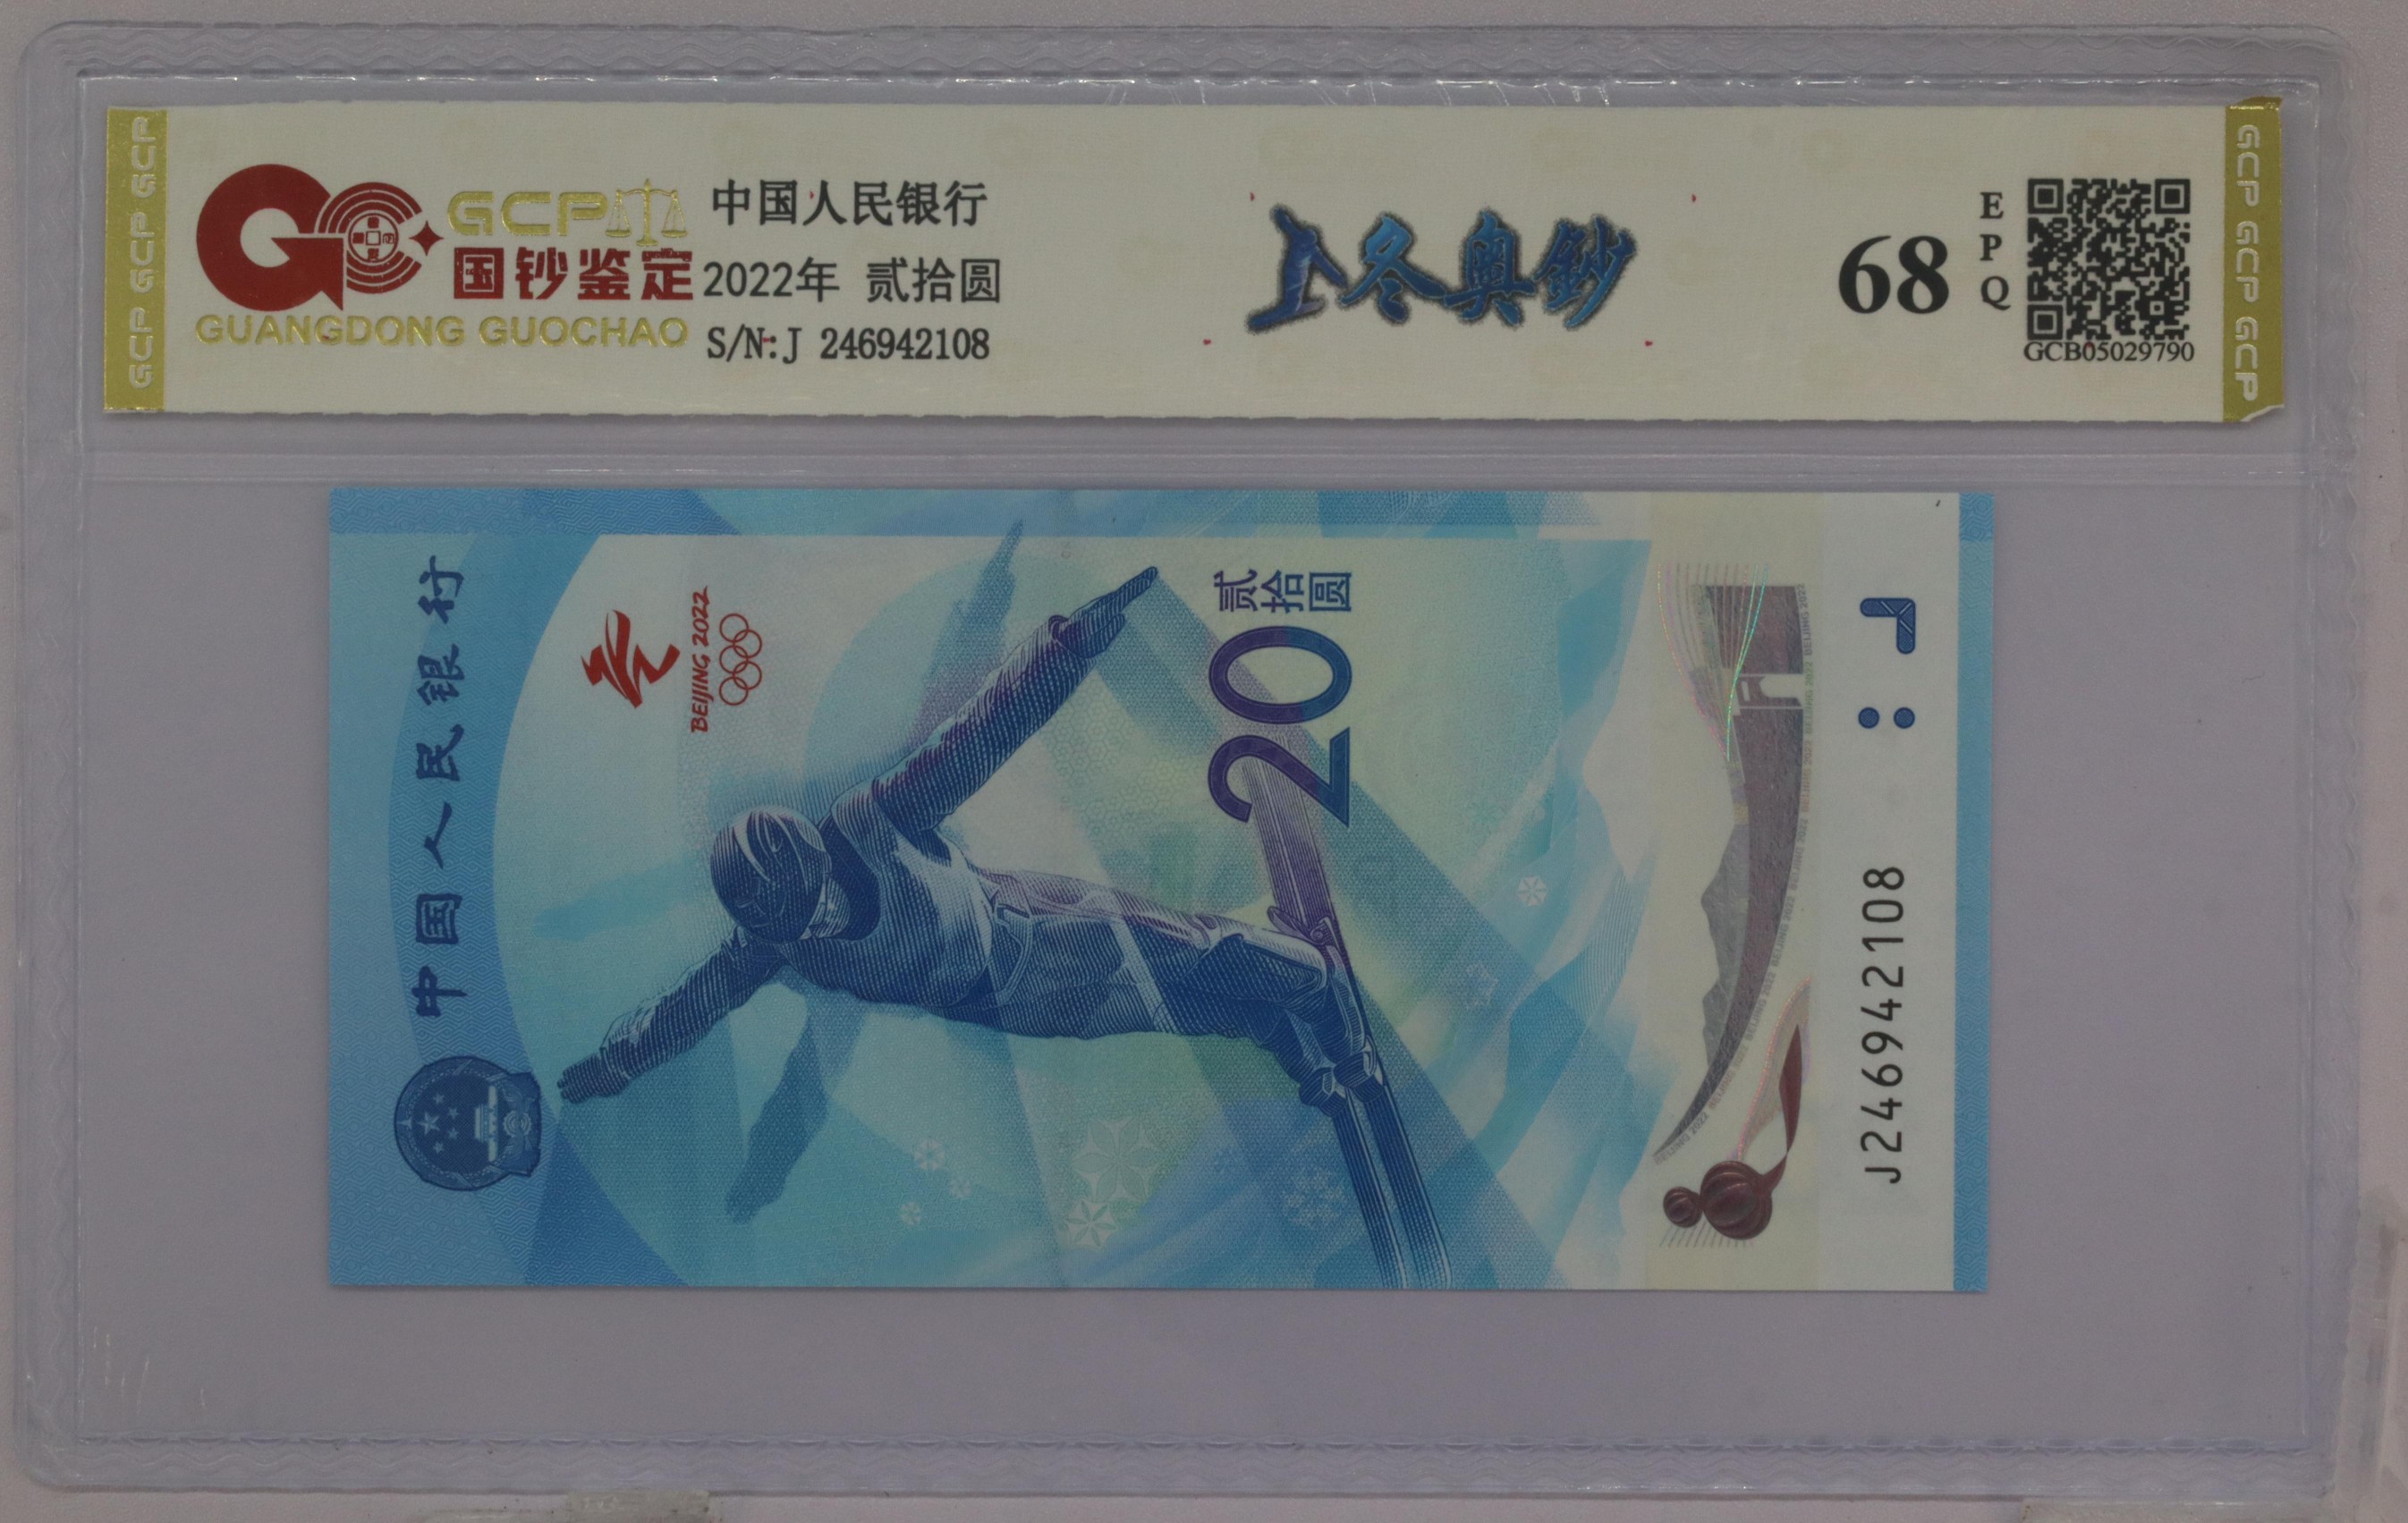 GCP GCP GCP
GCP
国钞鉴定
GUANGDONG GUOCHAO
中国人民银行
2022年 贰拾圆
S/N:J 246942108
冬奥鈔
68
EPQ
GCB05029790
GCP GCP GCP GCP
中国人民银行
BEIJING 2022
贰拾圆
20
J246942108